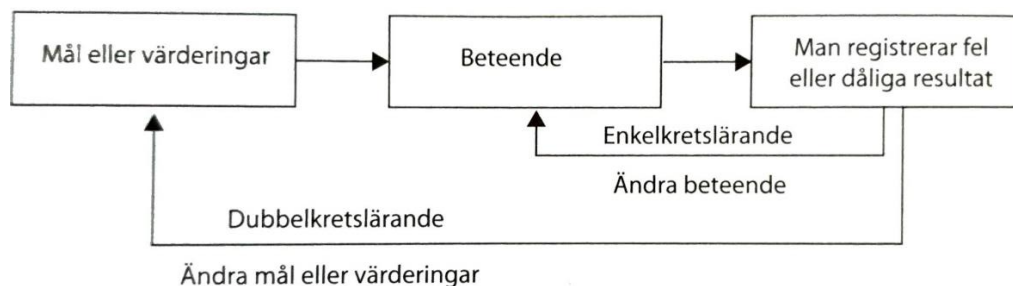 Mål eller värderingar
Beteende
Man registrerar fel
eller dåliga resultat
Enkelkretslärande
Ändra beteende
Dubbelkretslärande
Ändra mål eller värderingar